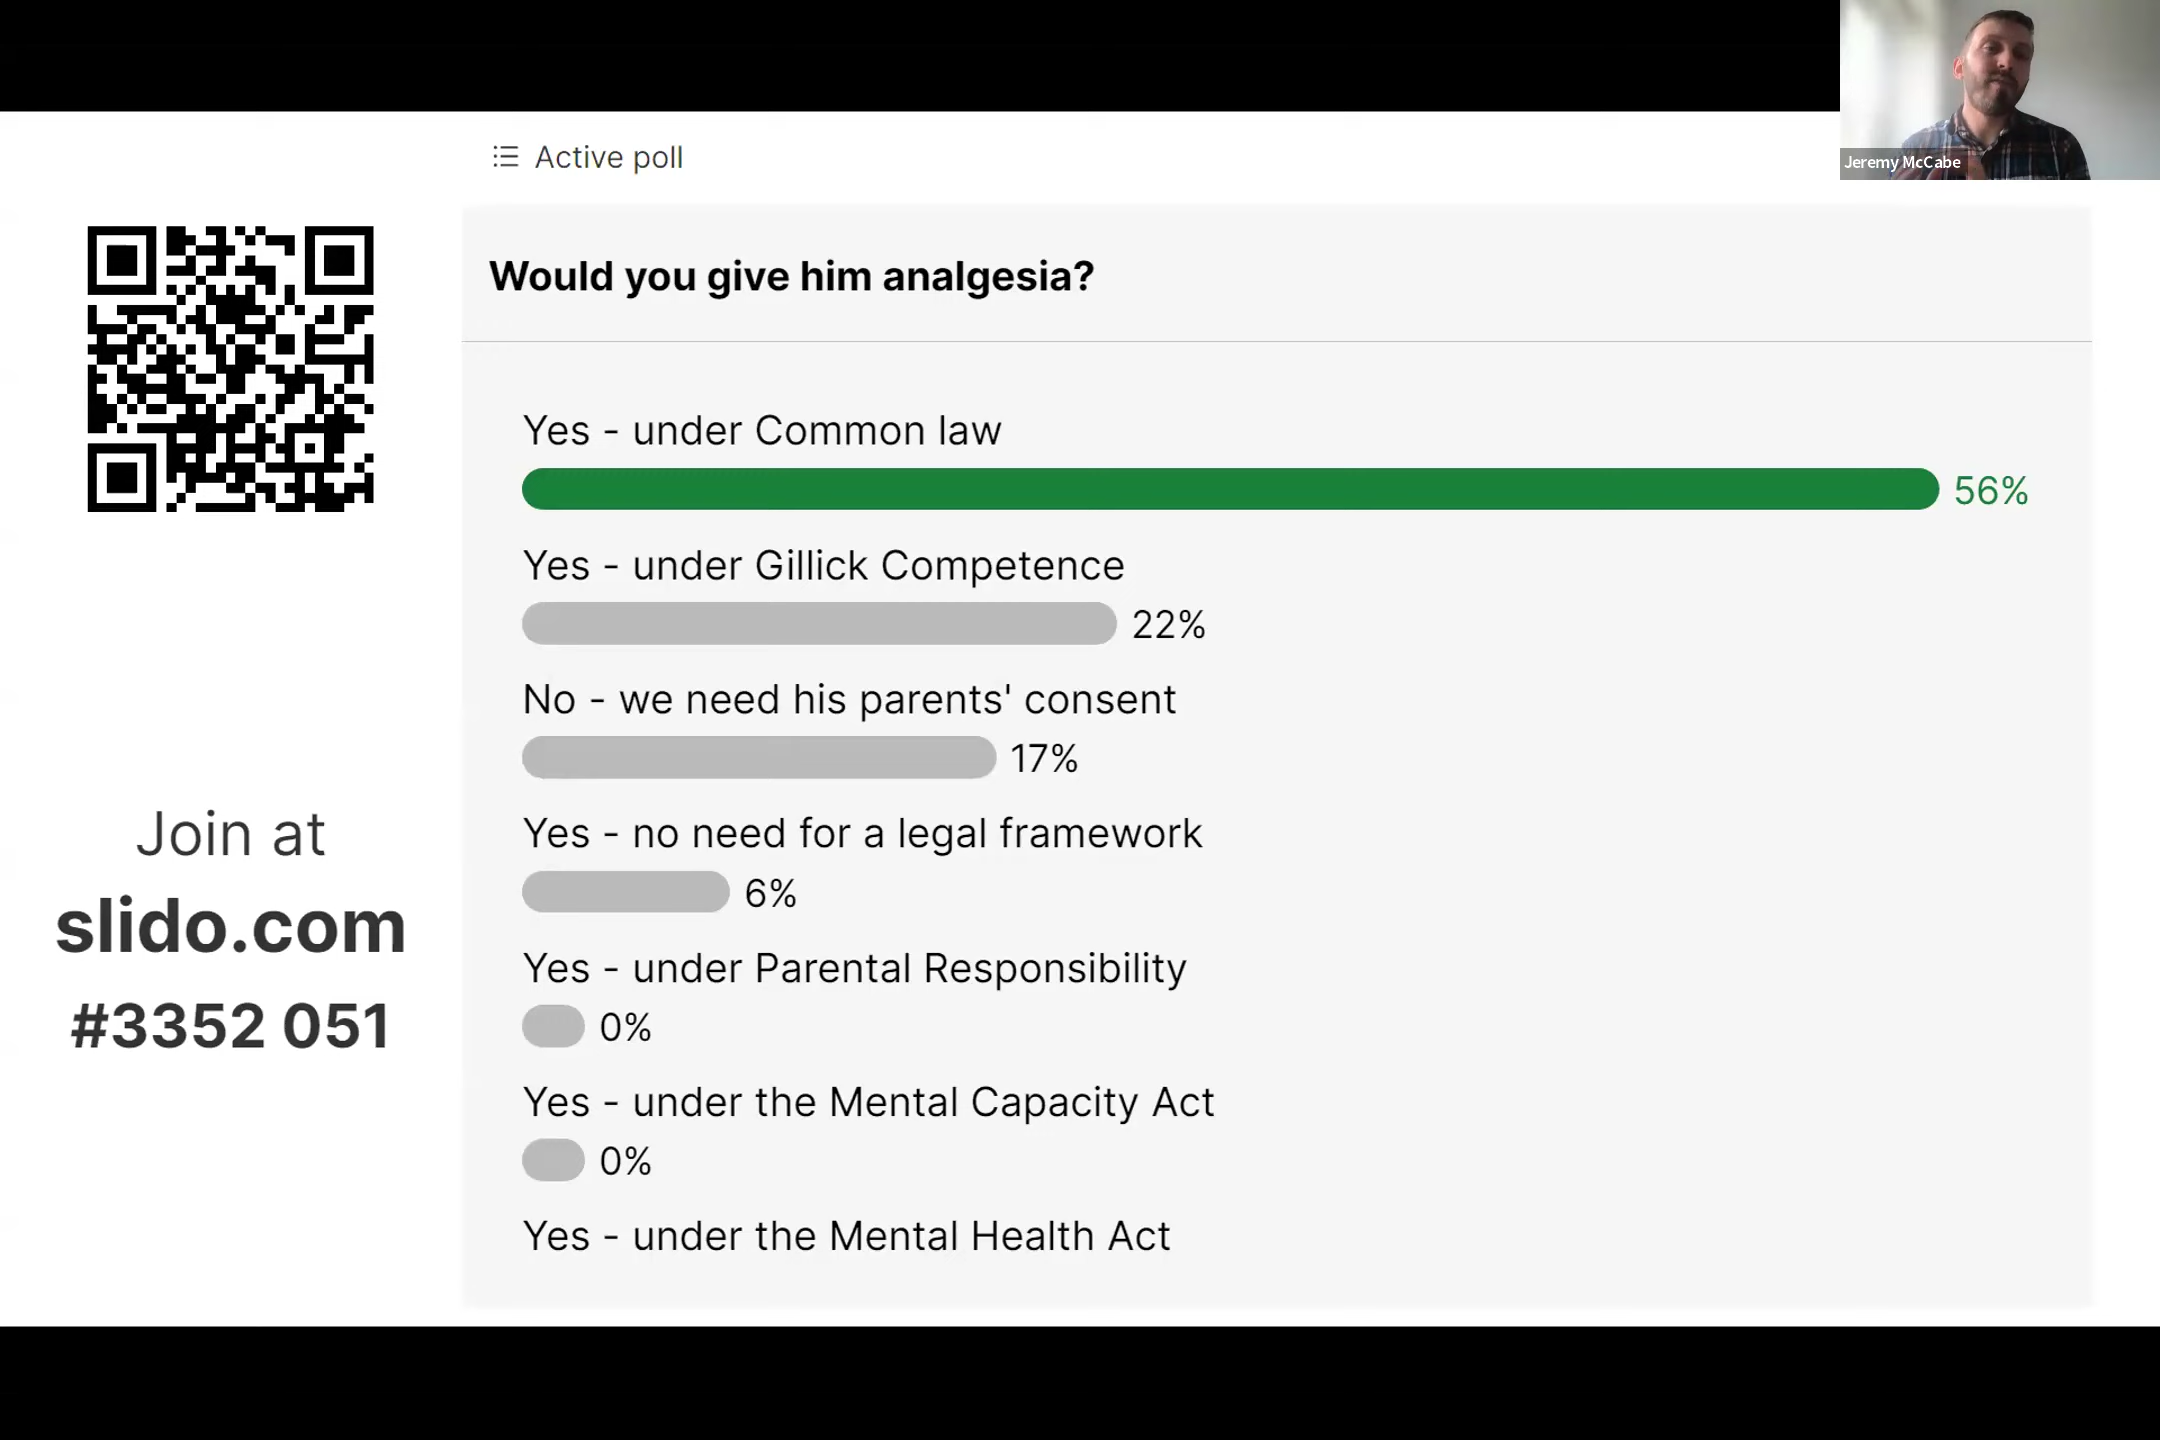 Jeremy McCabe
Active poll
Would you give him analgesia?
Yes - under Common law
56%
Yes - under Gillick Competence
22%
No - we need his parents' consent
17%
Yes - no need for a legal framework
6%
Yes - under Parental Responsibility
0%
Yes - under the Mental Capacity Act
0%
Yes - under the Mental Health Act
Join at
slido.com
#3352 051